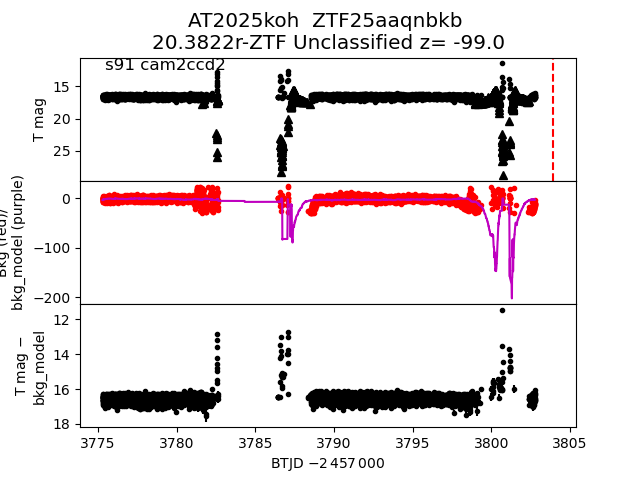 AT2025koh  ZTF25aaqnbkb
20.3822r-ZTF Unclassified z= -99.0
s91 cam2ccd2
T mag
15
20
25
Bkg (red)/
bkg_model (purple)
0
−100
−200
T mag −
bkg_model
12
14
16
18
3775
3780
3785
3790
3795
3800
3805
BTJD −2 457 000